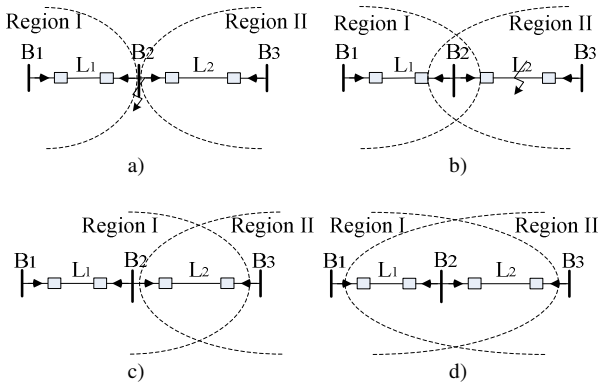 Region I Region II
B1 L1 B2 L2 B3
a)
Region I Region II
B1 L1 B2 L2 B3
b)
Region I Region II
B1 L1 B2 L2 B3
c)
Region I Region II
B1 L1 B2 L2 B3
d)